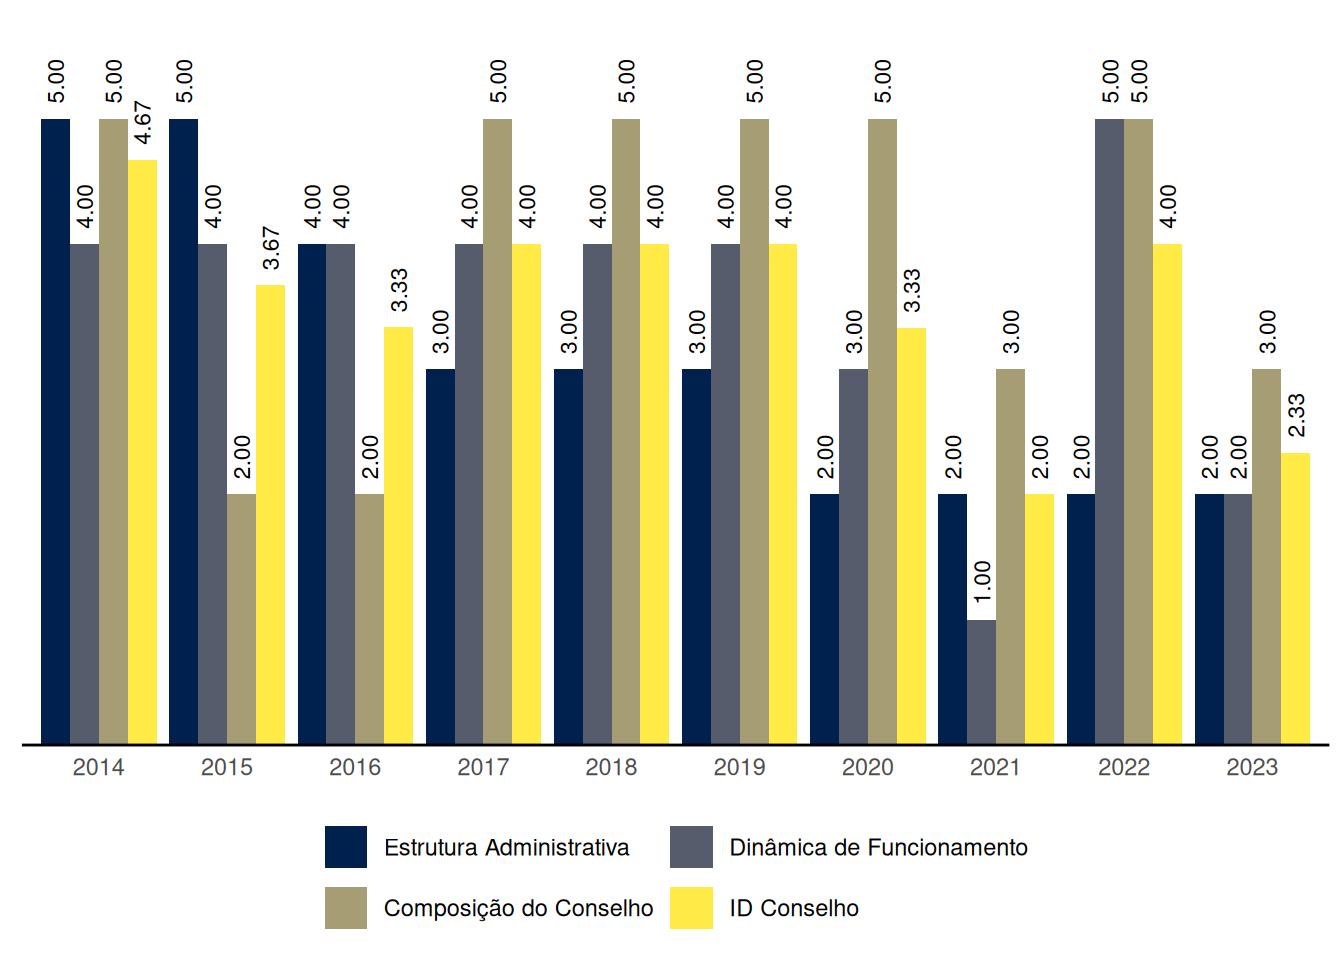 5.00 4.00 5.00 4.67 5.00 4.00 2.00 3.67 4.00 4.00 2.00 3.33 3.00 4.00 5.00 4.00 3.00 4.00 5.00 4.00 3.00 4.00 5.00 4.00 2.00 3.00 5.00 3.33 2.00 1.00 3.00 2.00 2.00 5.00 5.00 4.00 2.00 2.00 3.00 2.33
2014 2015 2016 2017 2018 2019 2020 2021 2022 2023
Estrutura Administrativa Dinâmica de Funcionamento
Composição do Conselho ID Conselho